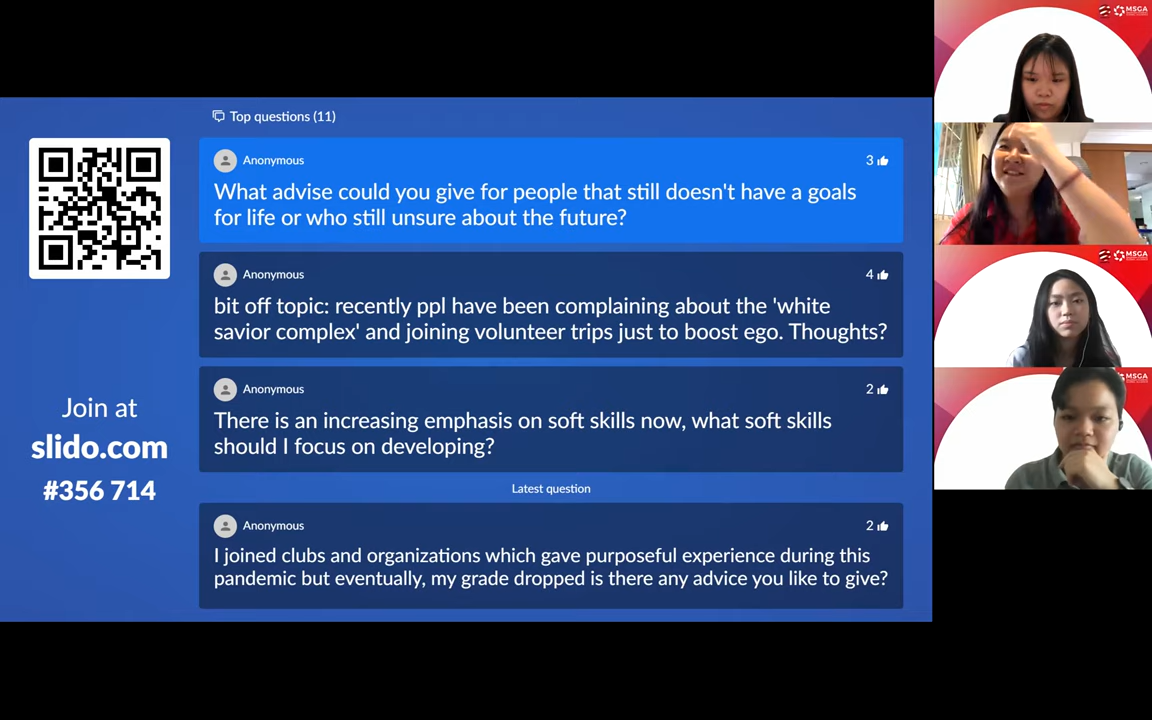 Top questions (11)
Anonymous
3
What advise could you give for people that still doesn't have a goals
for life or who still unsure about the future?
Anonymous
4
bit off topic: recently ppl have been complaining about the 'white
savior complex' and joining volunteer trips just to boost ego. Thoughts?
Anonymous
2
There is an increasing emphasis on soft skills now, what soft skills
should I focus on developing?
Latest question
Anonymous
2
I joined clubs and organizations which gave purposeful experience during this
pandemic but eventually, my grade dropped is there any advice you like to give?
Join at
slido.com
#356 714
MSGA
MSGA
MSGA